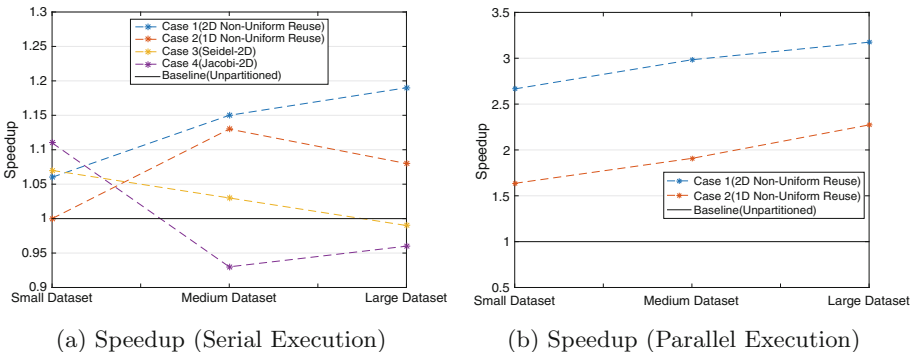 1.3
1.25
1.2
1.15
1.1
1.05
1
0.95
0.9
Speedup
Case 1(2D Non-Uniform Reuse)
Case 2(1D Non-Uniform Reuse)
Case 3(Seidel-2D)
Case 4(Jacobi-2D)
Baseline(Unpartitioned)
Small Dataset
Medium Dataset
Large Dataset
(a) Speedup (Serial Execution)
3.5
3
2.5
2
1.5
1
0.5
Speedup
Case 1(2D Non-Uniform Reuse)
Case 2(1D Non-Uniform Reuse)
Baseline(Unpartitioned)
Small Dataset
Medium Dataset
Large Dataset
(b) Speedup (Parallel Execution)